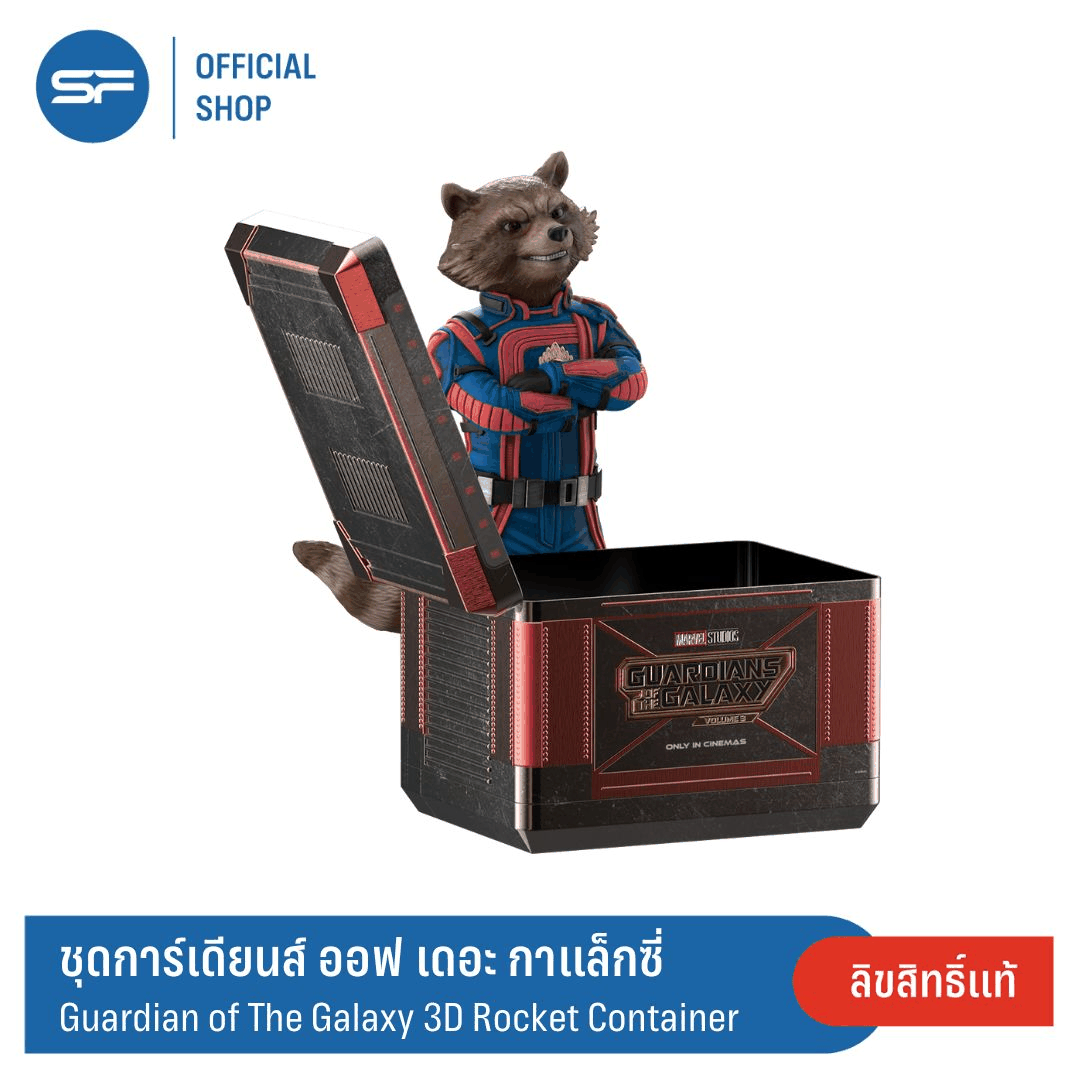 SF
OFFICIAL
SHOP
MARVEL STUDIOS
GUARDIANS
OF THE GALAXY
VOLUME 3
ONLY IN CINEMAS
ชุดการ์เดียนส์ ออฟ เดอะ กาแล็กซี่
Guardian of The Galaxy 3D Rocket Container
ลิขสิทธิ์แท้